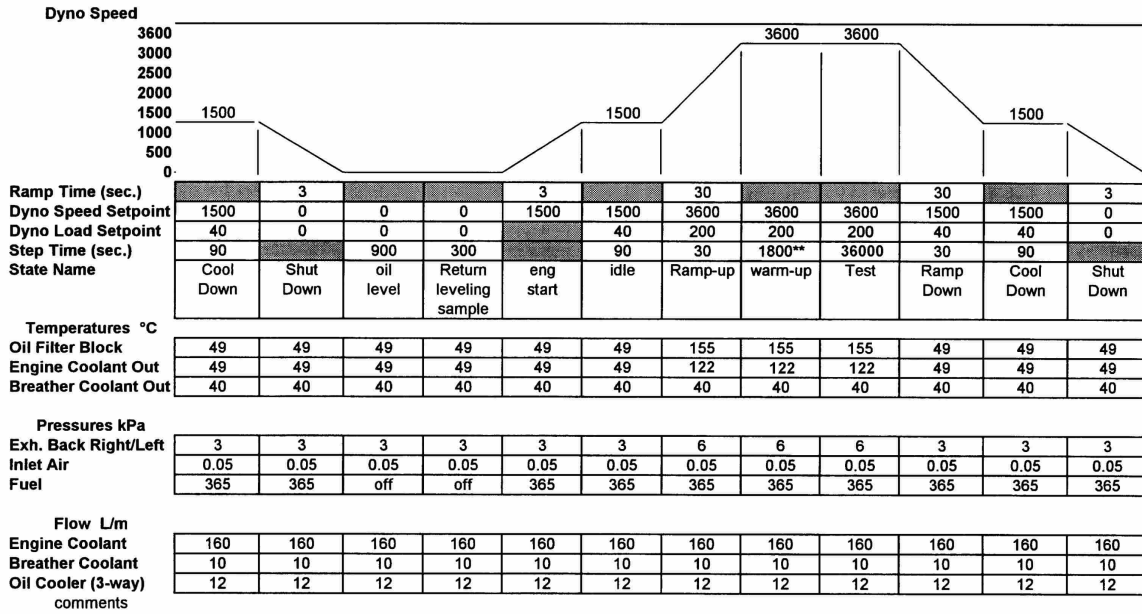 Dyno Speed
3600 3600 3600
3000
2500
2000
1500 1500 1500 1500
1000
500
0
Ramp Time (sec.) 3 3 30 30 3
Dyno Speed Setpoint 1500 0 0 0 1500 1500 3600 3600 3600 1500 1500 0
Dyno Load Setpoint 40 0 0 0 40 200 200 200 40 40 0
Step Time (sec.) 90 900 300 90 30 1800** 36000 30 90
State Name Cool Shut oil Return eng idle Ramp-up warm-up Test Ramp Cool Shut
Down Down level leveling start Down Down Down
sample
Temperatures °C
Oil Filter Block 49 49 49 49 49 49 155 155 155 49 49 49
Engine Coolant Out 49 49 49 49 49 49 122 122 122 49 49 49
Breather Coolant Out 40 40 40 40 40 40 40 40 40 40 40 40
Pressures kPa
Exh. Back Right/Left 3 3 3 3 3 3 6 6 6 3 3 3
Inlet Air 0.05 0.05 0.05 0.05 0.05 0.05 0.05 0.05 0.05 0.05 0.05 0.05
Fuel 365 365 off off 365 365 365 365 365 365 365 365
Flow L/m
Engine Coolant 160 160 160 160 160 160 160 160 160 160 160 160
Breather Coolant 10 10 10 10 10 10 10 10 10 10 10 10
Oil Cooler (3-way) 12 12 12 12 12 12 12 12 12 12 12 12
comments